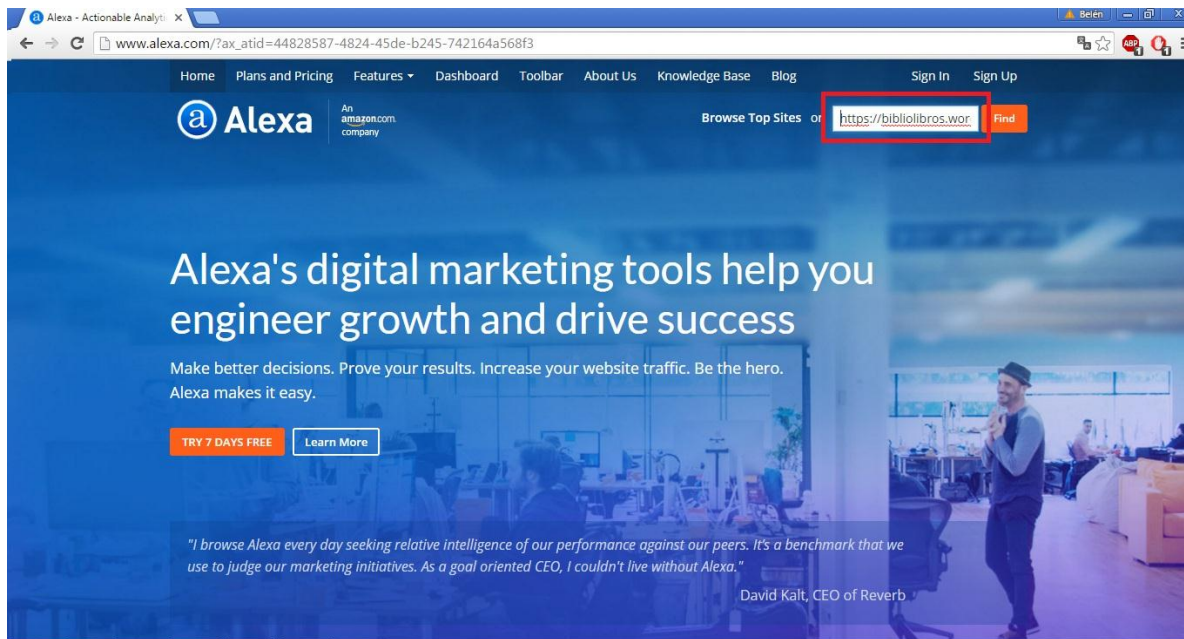 Alexa - Actionable Analyti
Belén
www.alexa.com/?ax_atid=44828587-4824-45de-b245-742164a568f3
ABP 1 1
Home Plans and Pricing Features Dashboard Toolbar About Us Knowledge Base Blog Sign In Sign Up
a Alexa An amazon.com company Browse Top Sites or https://bibliolibros.wor Find
Alexa's digital marketing tools help you
engineer growth and drive success
Make better decisions. Prove your results. Increase your website traffic. Be the hero.
Alexa makes it easy.
TRY 7 DAYS FREE Learn More
"I browse Alexa every day seeking relative intelligence of our performance against our peers. It's a benchmark that we
use to judge our marketing initiatives. As a goal oriented CEO, I couldn't live without Alexa."
David Kalt, CEO of Reverb